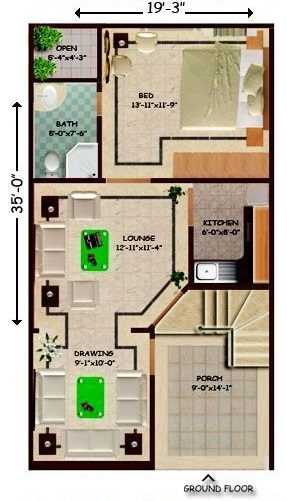 19'-3"
OPEN
5'-4"x4'-3"
BED
13'-11"x11'-9"
BATH
5'-0"x7'-6"
35'-0"
KITCHEN
6'-0"x8'-0"
LOUNGE
12'-11"x11'-4"
DRAWING
9'-1"x10'-0"
PORCH
9'-0"x14'-1"
GROUND FLOOR